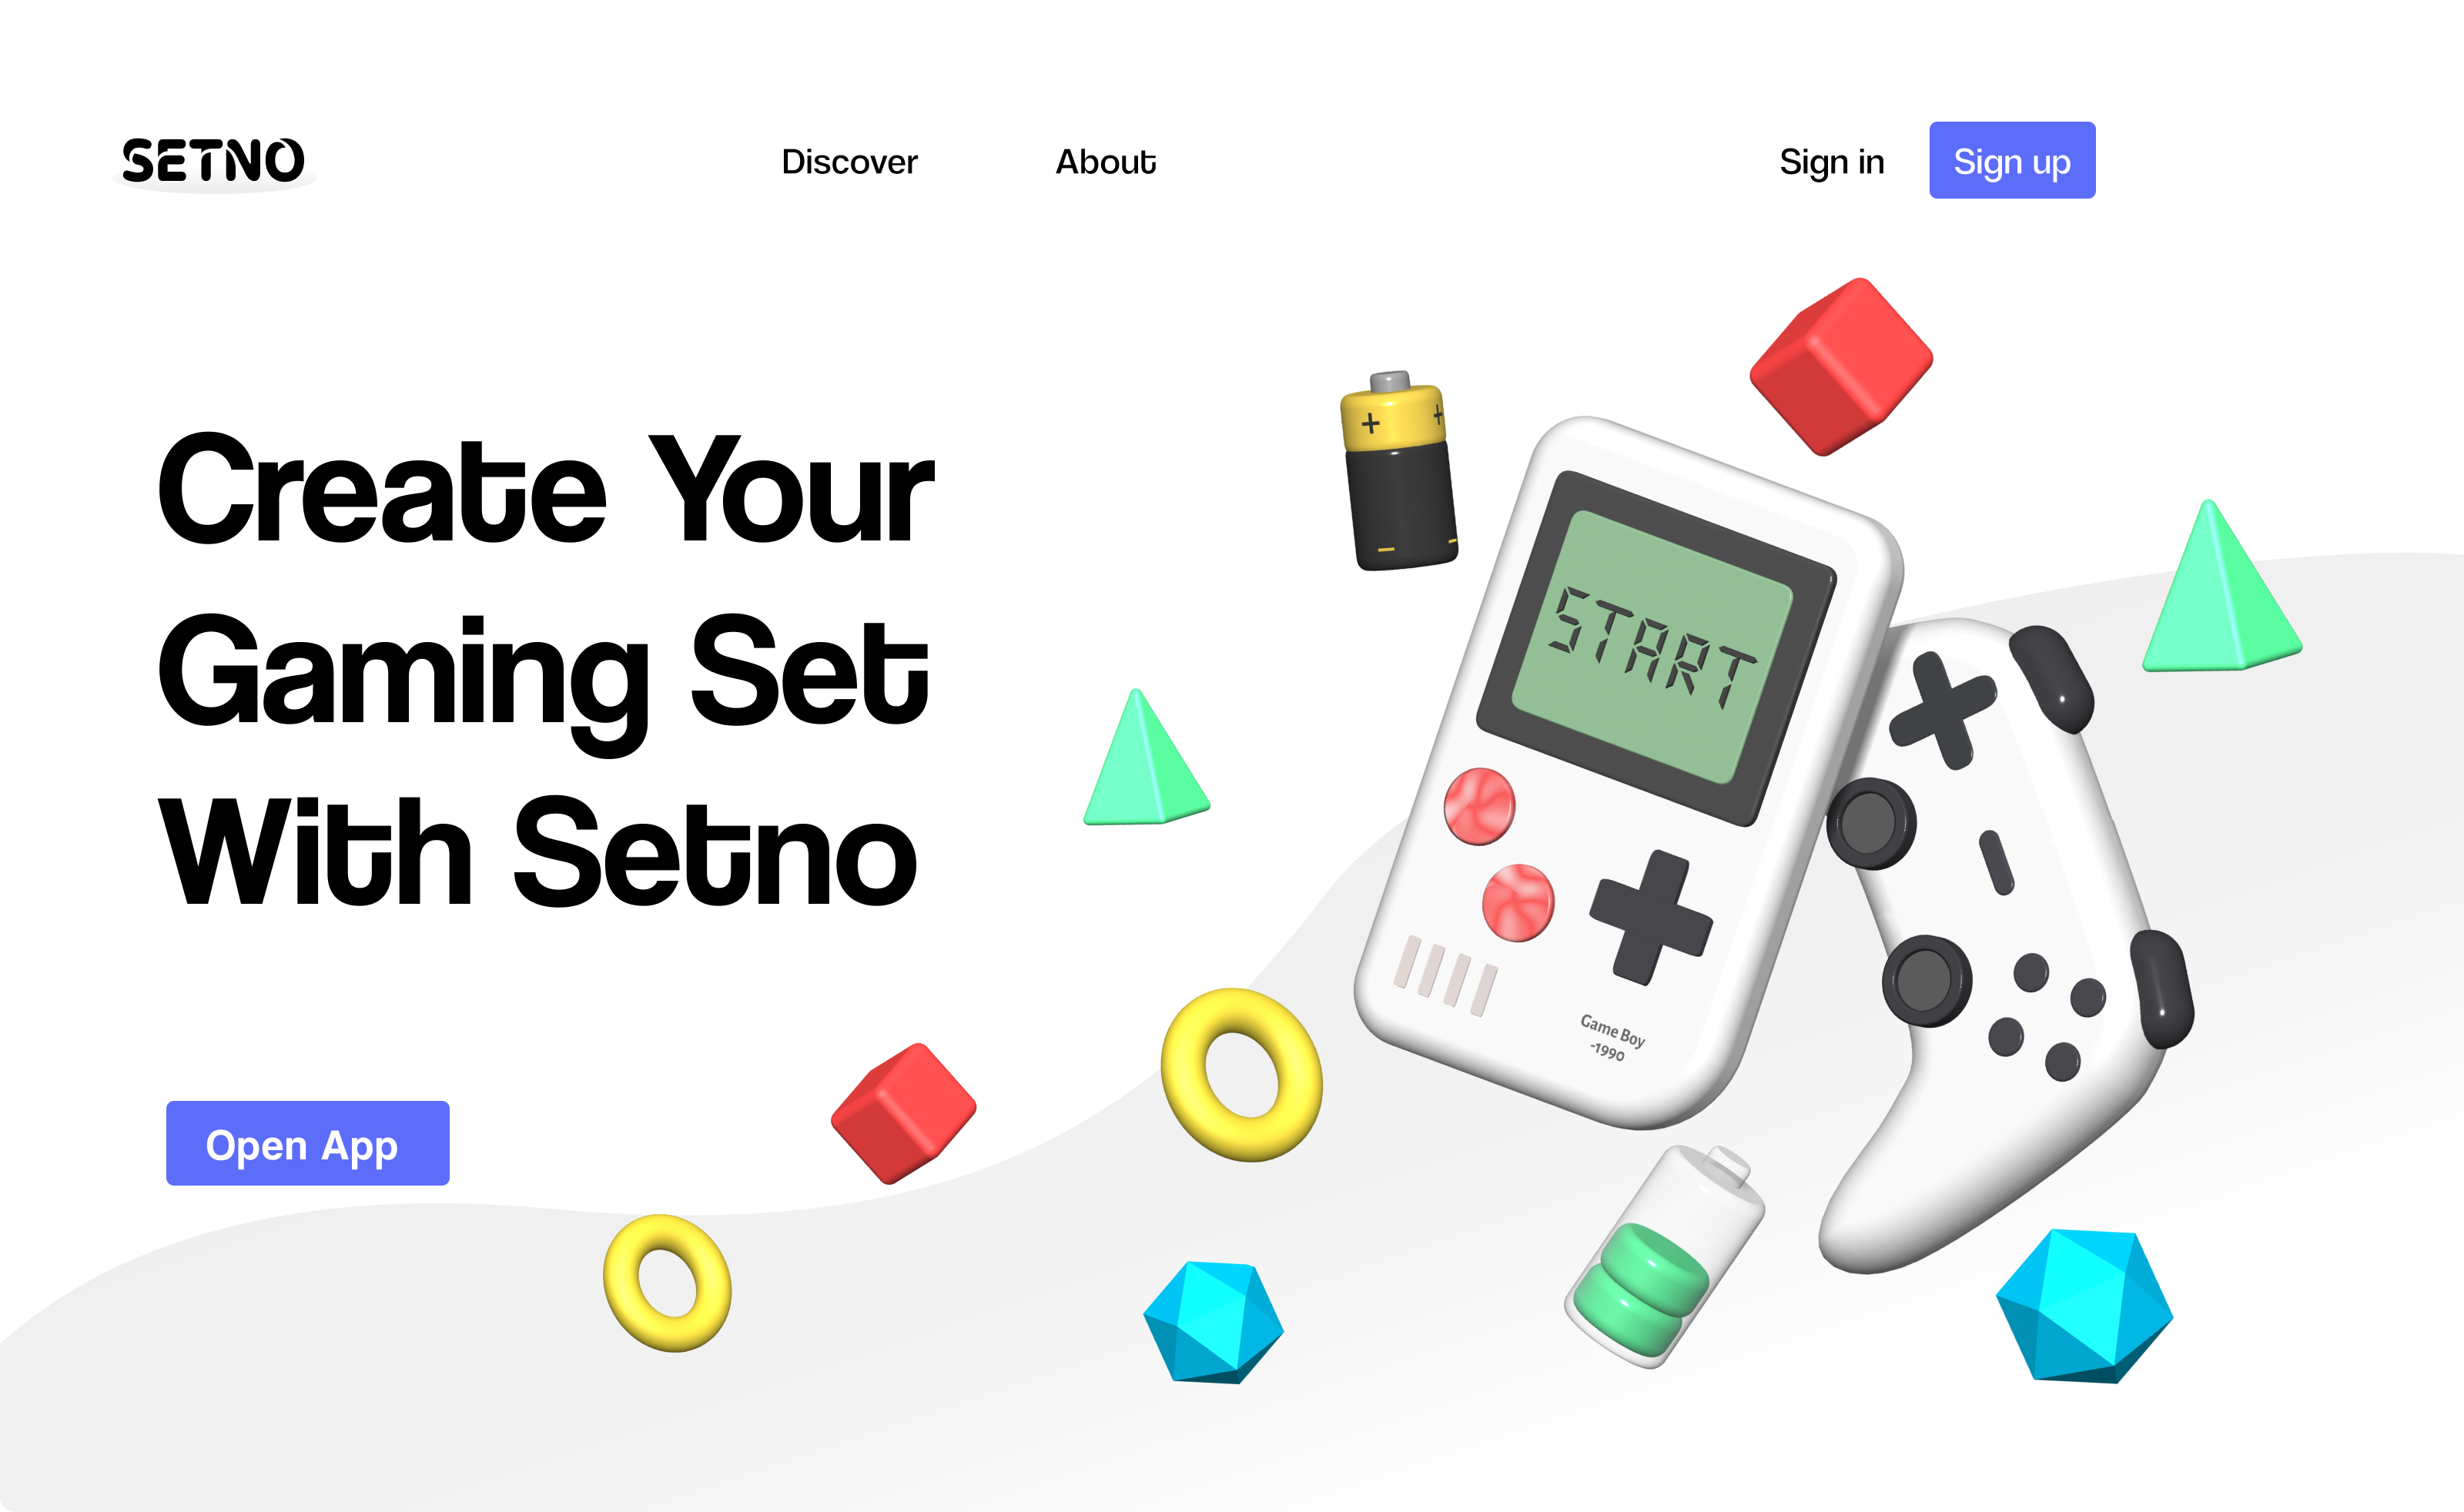 SETNO
Discover
About
Sign in
Sign up
Create Your
Gaming Set
With Setno
Open App
+ +
START
Game Boy
-1990